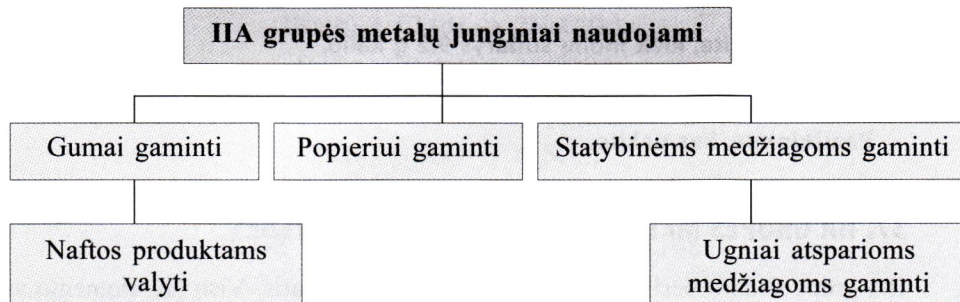 IIA grupės metalų junginiai naudojami
Gumai gaminti
Popieriui gaminti
Statybinėms medžiagoms gaminti
Naftos produktams
valyti
Ugniai atsparioms
medžiagoms gaminti